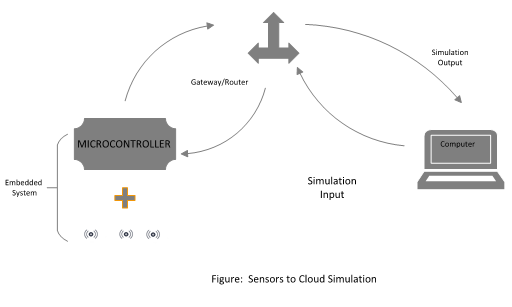 Simulation
Output
Gateway/Router
MICROCONTROLLER
Computer
Embedded
System
Simulation
Input
Figure: Sensors to Cloud Simulation